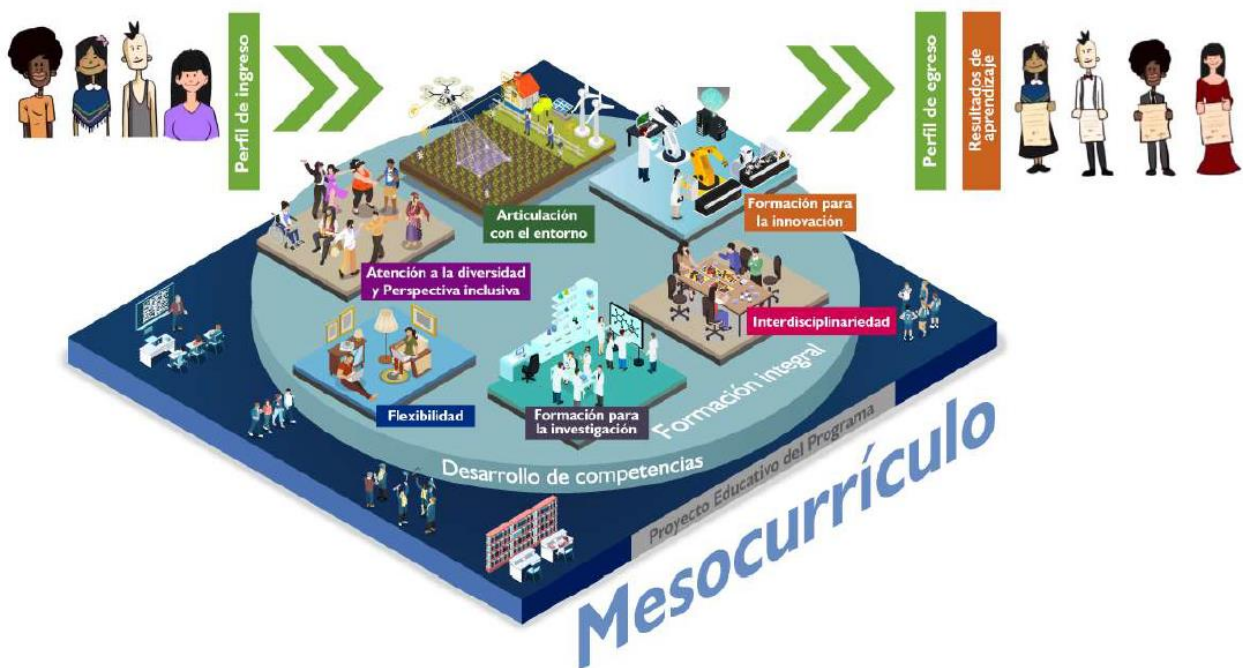 Perfil de ingreso
Perfil de egreso
Resultados de
aprendizaje
Articulación
con el entorno
Formación para
la innovación
Atención a la diversidad
y Perspectiva inclusiva
Interdisciplinariedad
Flexibilidad
Formación para
la investigación
Formación integral
Desarrollo de competencias
Proyecto Educativo del Programa
Mesocurrículo